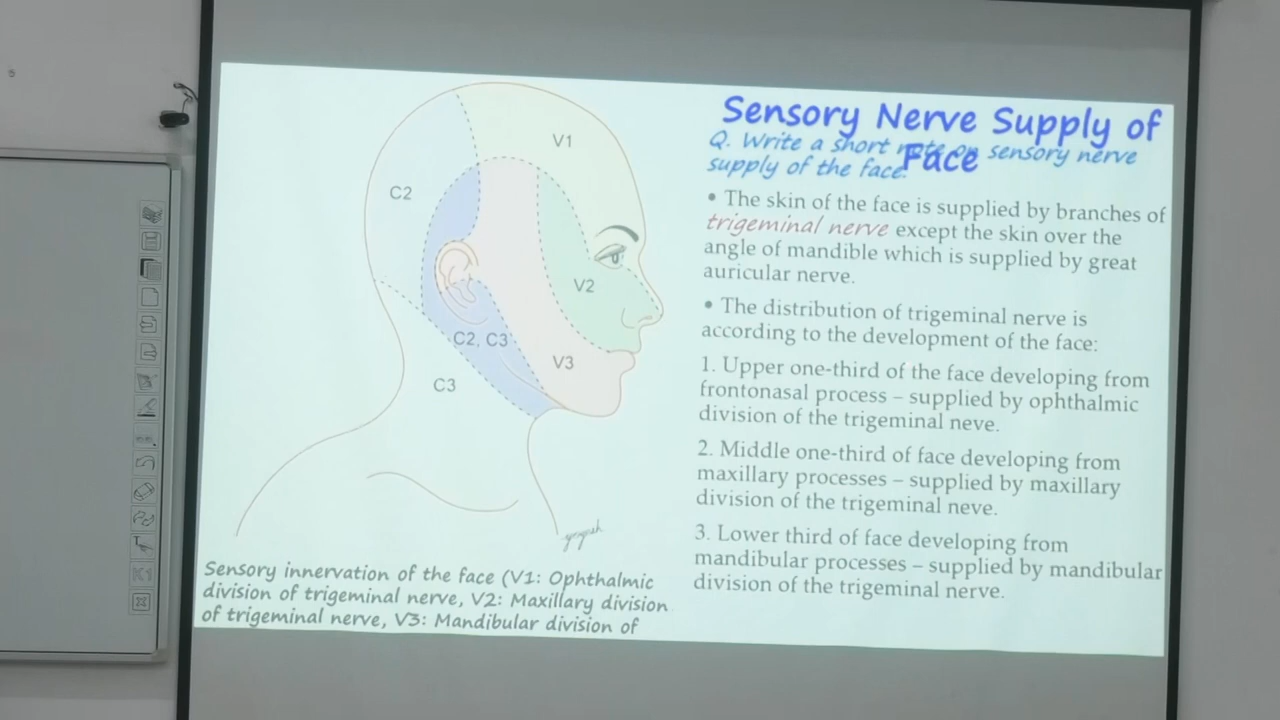 Sensory Nerve Supply of
Face
Q. Write a short note on sensory nerve
supply of the face.
• The skin of the face is supplied by branches of
trigeminal nerve except the skin over the
angle of mandible which is supplied by great
auricular nerve.
• The distribution of trigeminal nerve is
according to the development of the face:
1. Upper one-third of the face developing from
frontonasal process – supplied by ophthalmic
division of the trigeminal neve.
2. Middle one-third of face developing from
maxillary processes – supplied by maxillary
division of the trigeminal neve.
3. Lower third of face developing from
mandibular processes – supplied by mandibular
division of the trigeminal nerve.
V1
C2
V2
C2, C3
V3
C3
Sensory innervation of the face (V1: Ophthalmic
division of trigeminal nerve, V2: Maxillary division
of trigeminal nerve, V3: Mandibular division of